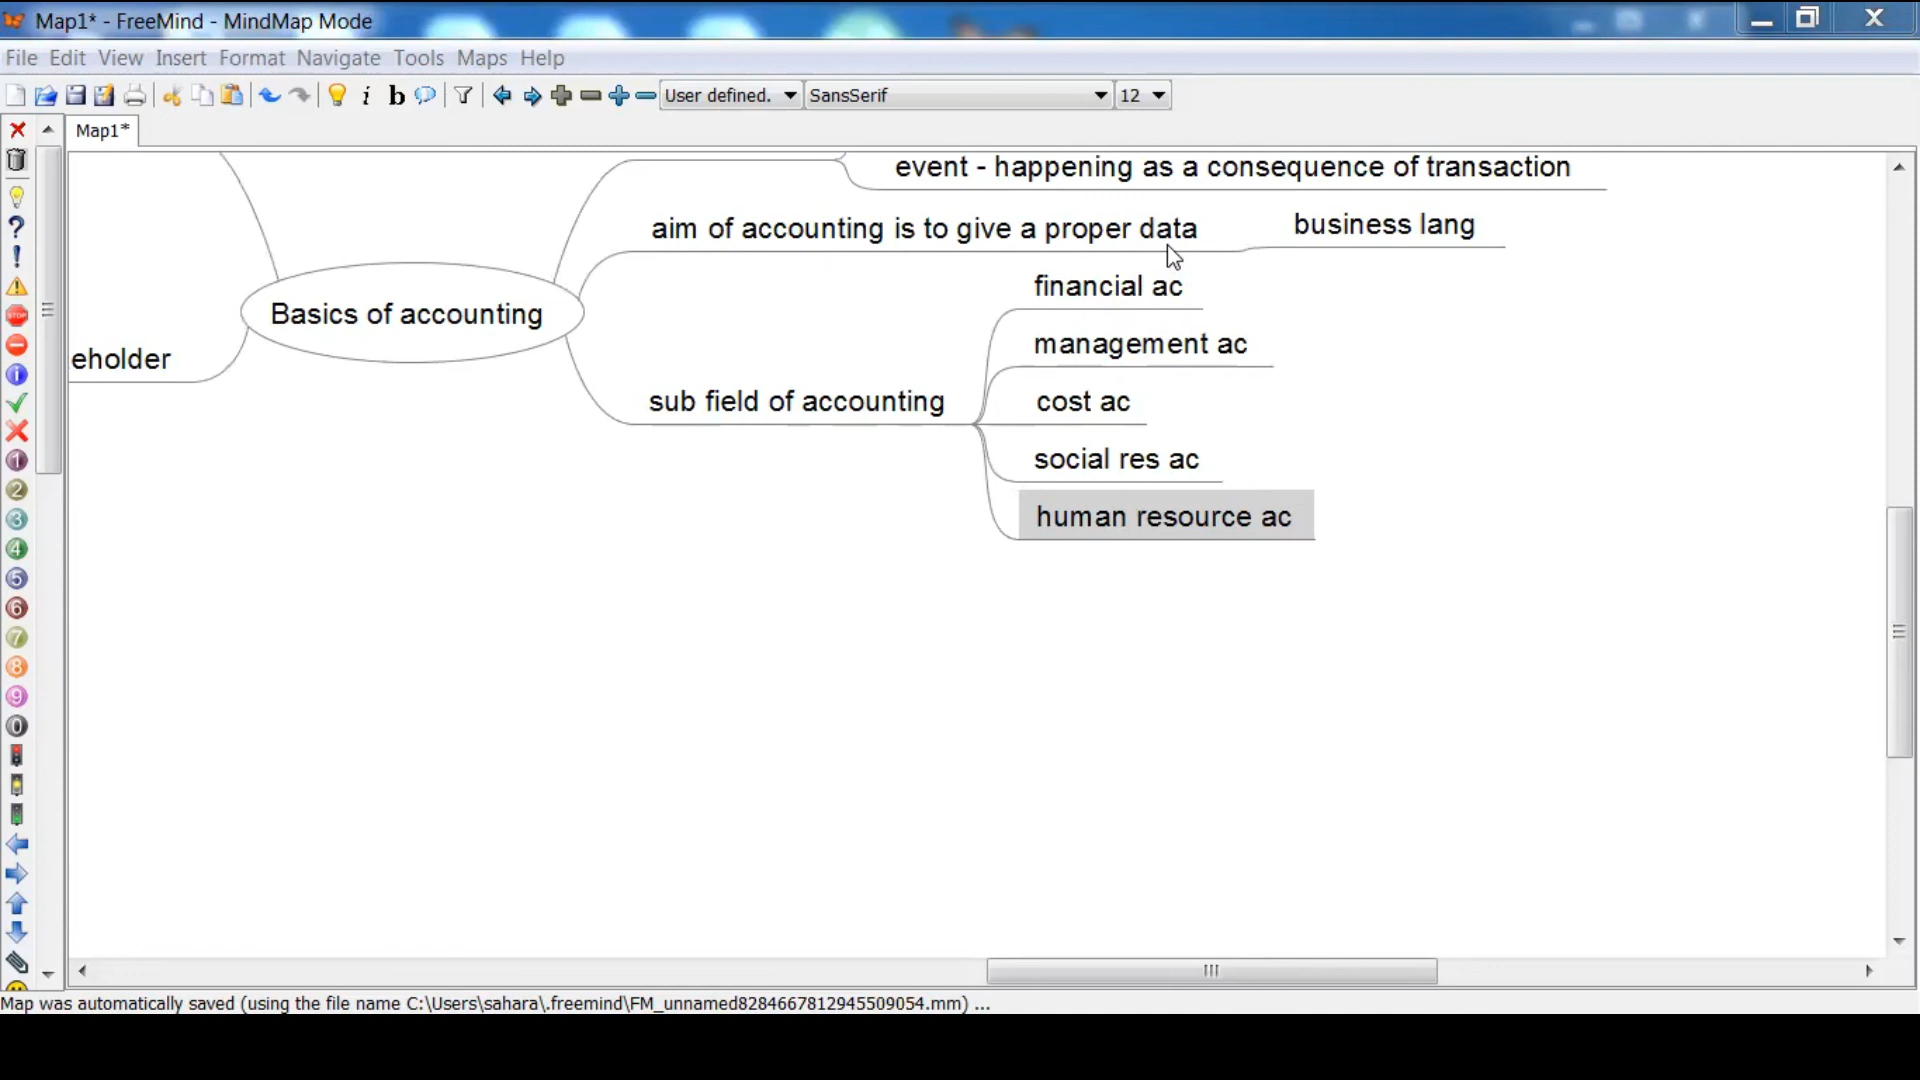 Map1* - FreeMind - MindMap Mode
File Edit View Insert Format Navigate Tools Maps Help
User defined. SansSerif 12
Map1*
event - happening as a consequence of transaction
aim of accounting is to give a proper data
business lang
financial ac
Basics of accounting
management ac
eholder
sub field of accounting
cost ac
social res ac
human resource ac
Map was automatically saved (using the file name C:\Users\sahara\.freemind\FM_unnamed8284667812945509054.mm) ...